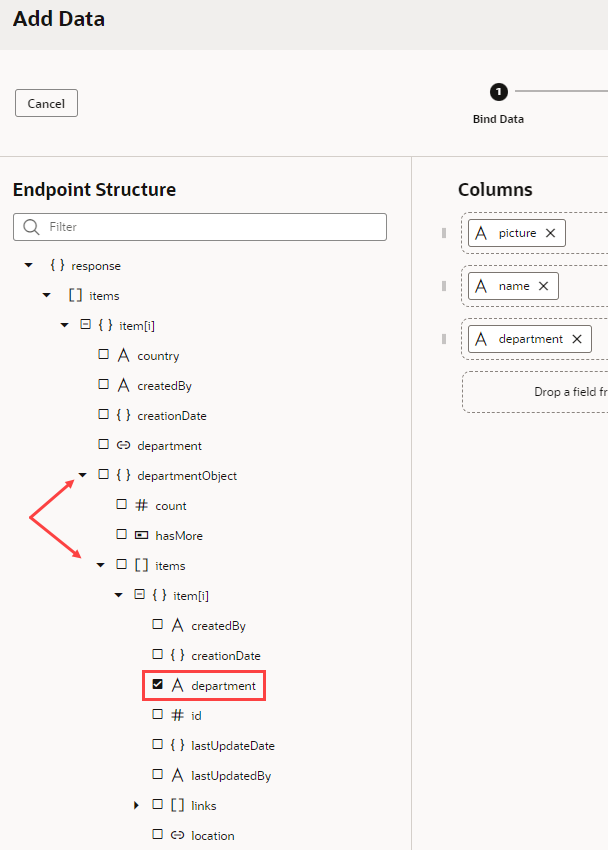 Add Data
Cancel
1
Bind Data
Endpoint Structure
Filter
{ } response
[ ] items
{ } item[i]
A country
A createdBy
{ } creationDate
department
{ } departmentObject
# count
hasMore
[ ] items
{ } item[i]
A createdBy
{ } creationDate
A department
# id
{ } lastUpdateDate
A lastUpdatedBy
[ ] links
location
Columns
A picture ×
A name ×
A department ×
Drop a field fr